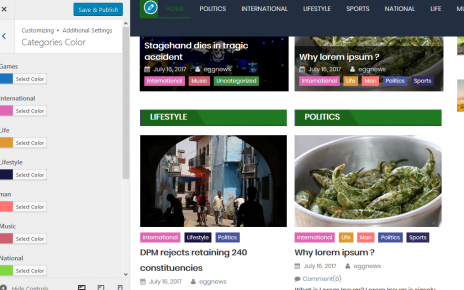 Save & Publish
Customizing • Additional Settings
Categories Color
Games
Select Color
International
Select Color
Life
Select Color
Lifestyle
Select Color
man
Select Color
Music
Select Color
National
Select Color
Hide Controls
HOME POLITICS INTERNATIONAL LIFESTYLE SPORTS NATIONAL LIFE MU
Stagehand dies in tragic
accident
July 16, 2017 eggnews
International Music Uncategorized
Why lorem ipsum ?
July 16, 2017 eggnews
International Life Man Politics Sports
LIFESTYLE
International Lifestyle Politics
DPM rejects retaining 240
constituencies
July 16, 2017 eggnews
POLITICS
International Life Man Politics Sports
Why lorem ipsum ?
July 16, 2017 eggnews
Comment(0)
What is Lorem Ipsum? Lorem Ipsum is simply